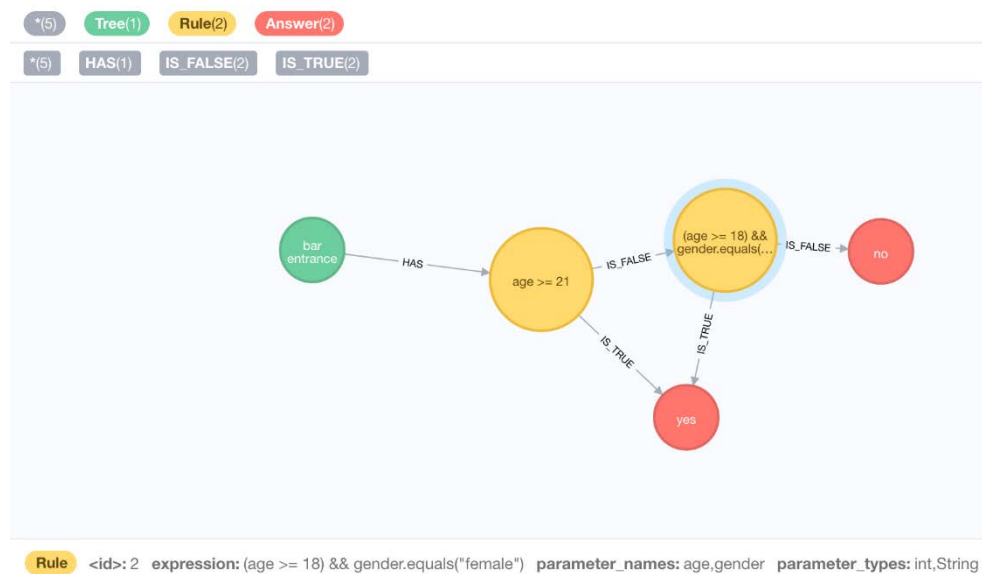 *(5) Tree(1) Rule(2) Answer(2)
*(5) HAS(1) IS_FALSE(2) IS_TRUE(2)
bar
entrance
HAS
age >= 21
IS_FALSE
(age >= 18) &&
gender.equals(...
IS_FALSE
no
IS_TRUE
IS_TRUE
yes
Rule <id>: 2 expression: (age >= 18) && gender.equals("female") parameter_names: age,gender parameter_types: int,String